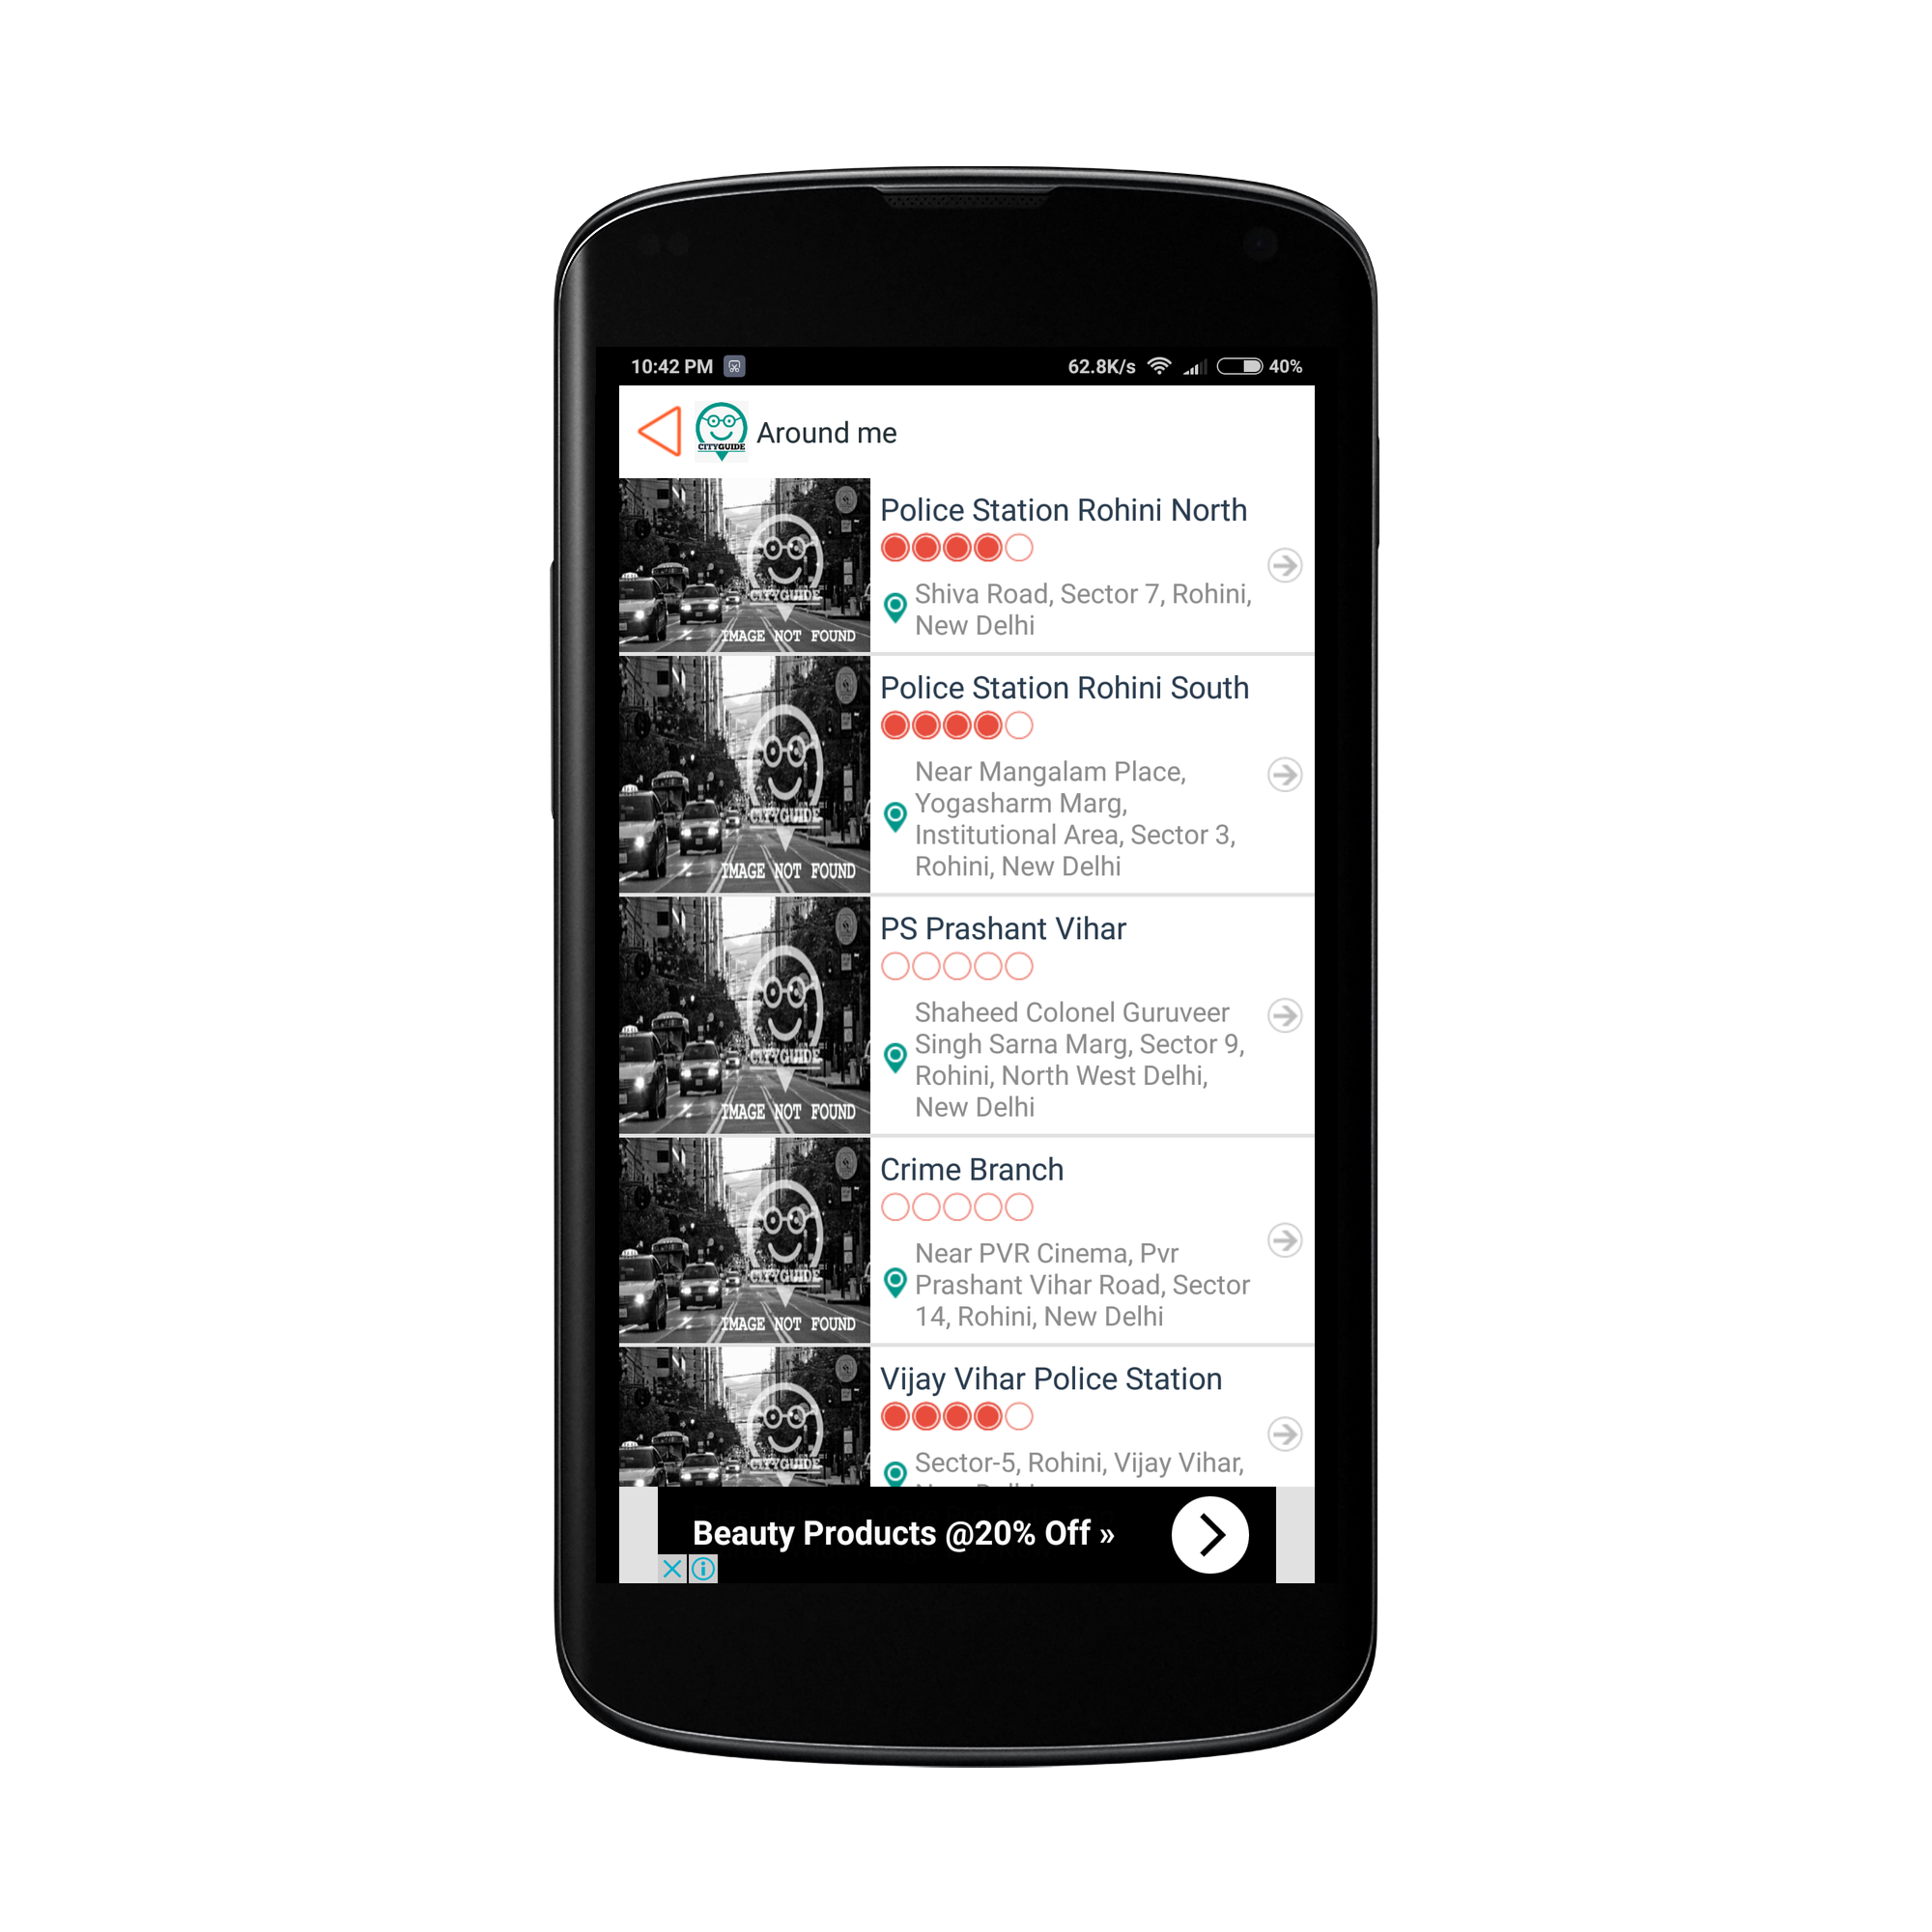 10:42 PM 62.8K/s 40%
CITYGUIDE Around me
Police Station Rohini North
Shiva Road, Sector 7, Rohini,
New Delhi
CITYGUIDE
IMAGE NOT FOUND
Police Station Rohini South
Near Mangalam Place,
Yogasharm Marg,
Institutional Area, Sector 3,
Rohini, New Delhi
CITYGUIDE
IMAGE NOT FOUND
PS Prashant Vihar
Shaheed Colonel Guruveer
Singh Sarna Marg, Sector 9,
Rohini, North West Delhi,
New Delhi
CITYGUIDE
IMAGE NOT FOUND
Crime Branch
Near PVR Cinema, Pvr
Prashant Vihar Road, Sector
14, Rohini, New Delhi
CITYGUIDE
IMAGE NOT FOUND
Vijay Vihar Police Station
Sector-5, Rohini, Vijay Vihar,
CITYGUIDE
Beauty Products @20% Off »